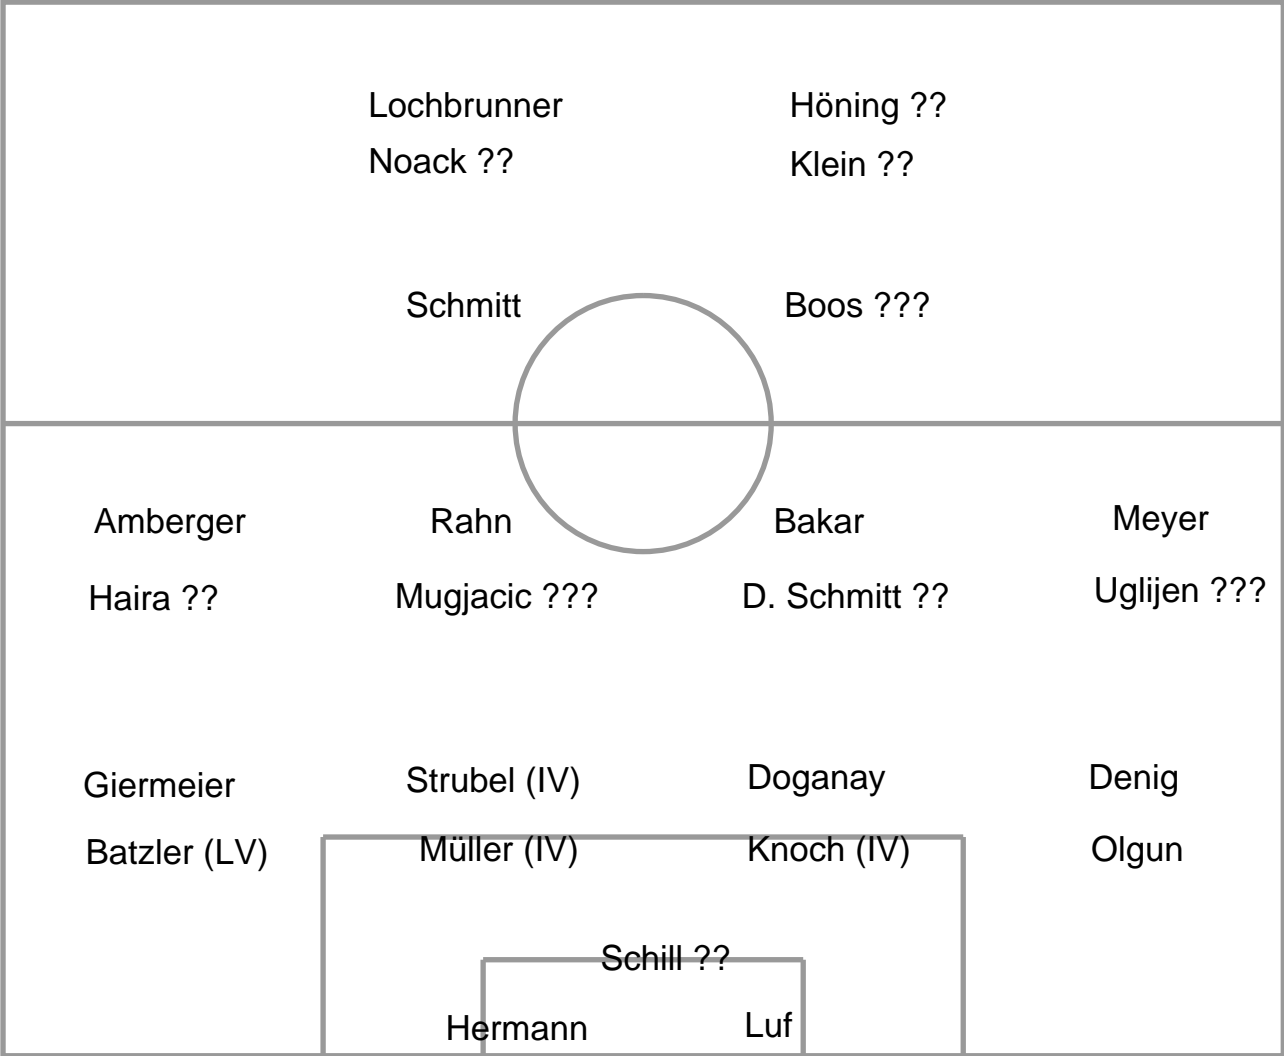 Lochbrunner
Höning ??
Noack ??
Klein ??
Schmitt
Boos ???
Amberger
Rahn
Bakar
Meyer
Haira ??
Mugjacic ???
D. Schmitt ??
Uglijen ???
Giermeier
Strubel (IV)
Doganay
Denig
Batzler (LV)
Müller (IV)
Knoch (IV)
Olgun
Schill ??
Hermann
Luf